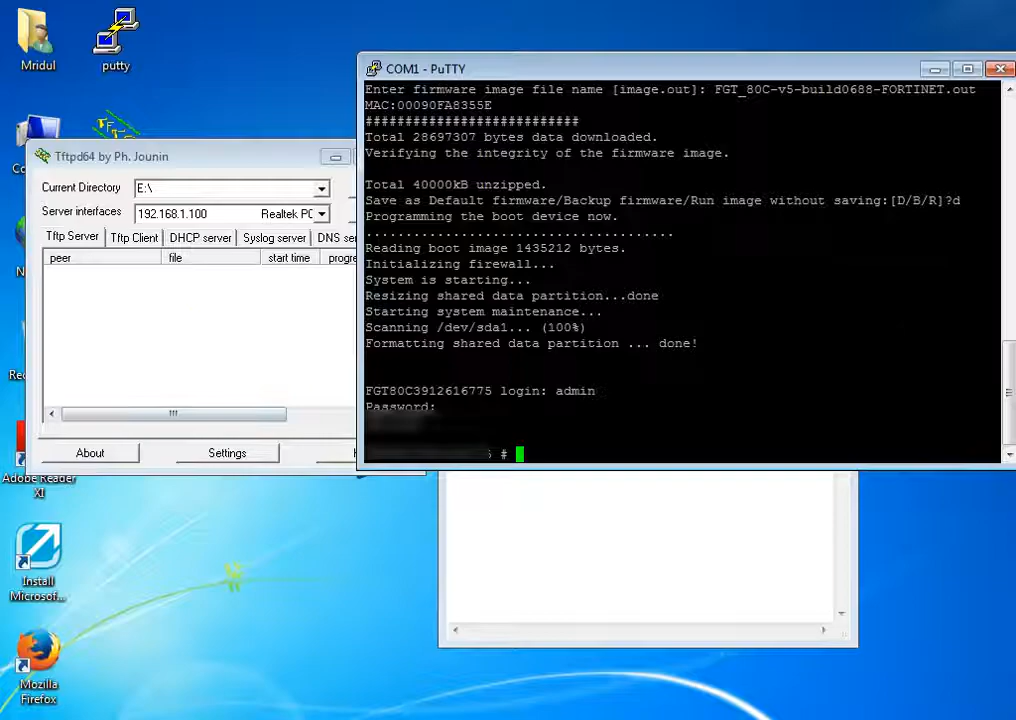 Mridul
putty
COM1 - PuTTY
Enter firmware image file name [image.out]: FGT_80C-v5-build0688-FORTINET.out
MAC:00090FA8355E
###########################
Total 28697307 bytes data downloaded.
Verifying the integrity of the firmware image.
Total 40000kB unzipped.
Save as Default firmware/Backup firmware/Run image without saving:[D/B/R]?d
Programming the boot device now.
.......................................
Reading boot image 1435212 bytes.
Initializing firewall...
System is starting...
Resizing shared data partition...done
Starting system maintenance...
Scanning /dev/sda1... (100%)
Formatting shared data partition ... done!
FGT80C3912616775 login: admin
Password:
#
Tftpd64 by Ph. Jounin
Current Directory E:\
Server interfaces 192.168.1.100 Realtek PC
Tftp Server Tftp Client DHCP server Syslog server DNS ser
peer file start time progre
About Settings
Adobe Reader
XI
Install
Microsof...
Mozilla
Firefox